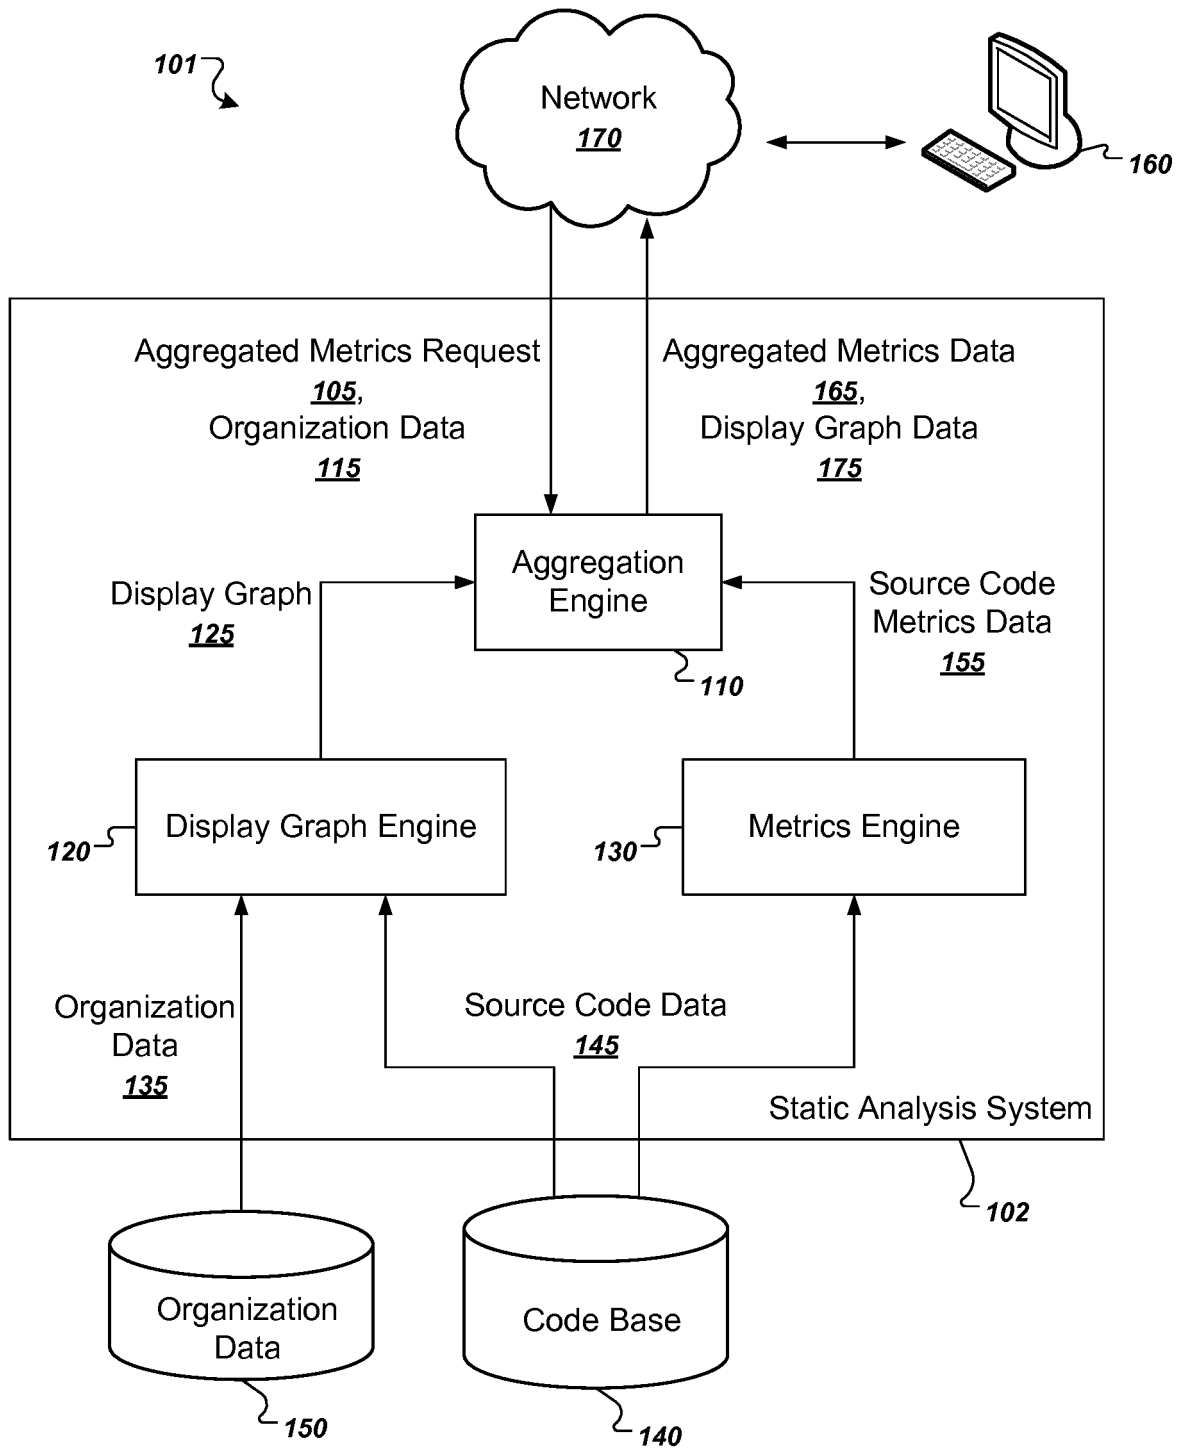 101
Network
170
160
Aggregated Metrics Request
105,
Organization Data
115
Aggregated Metrics Data
165,
Display Graph Data
175
Aggregation
Engine
110
Display Graph
125
Source Code
Metrics Data
155
Display Graph Engine
120
Metrics Engine
130
Organization
Data
135
Source Code Data
145
Static Analysis System
102
Organization
Data
150
Code Base
140